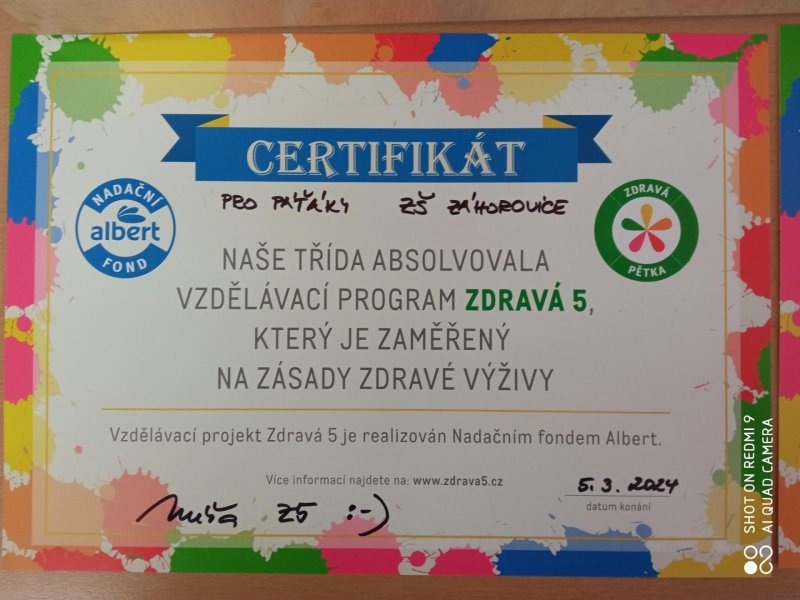 CERTIFIKÁT
PRO PÁŤÁKY ZŠ ZÁHOROVICE
NADAČNÍ
albert
FOND
ZDRAVÁ
PĚTKA
NAŠE TŘÍDA ABSOLVOVALA
VZDĚLÁVACÍ PROGRAM ZDRAVÁ 5,
KTERÝ JE ZAMĚŘENÝ
NA ZÁSADY ZDRAVÉ VÝŽIVY
Vzdělávací projekt Zdravá 5 je realizován Nadačním fondem Albert.
Více informací najdete na: www.zdrava5.cz
5. 3. 2024
datum konání
Z5 :-)
SHOT ON REDMI 9
AI QUAD CAMERA